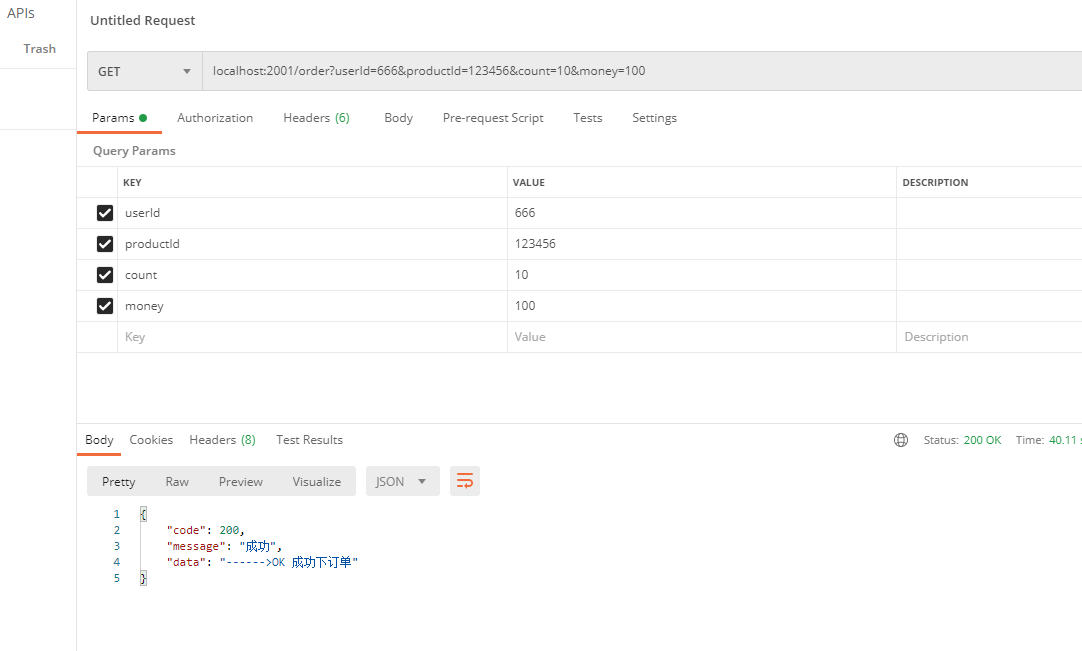 APIs
Trash
Untitled Request
GET localhost:2001/order?userId=666&productId=123456&count=10&money=100
Params Authorization Headers (6) Body Pre-request Script Tests Settings
Query Params
KEY VALUE DESCRIPTION
userId 666
productId 123456
count 10
money 100
Key Value Description
Body Cookies Headers (8) Test Results Status: 200 OK Time: 40.11 s
Pretty Raw Preview Visualize JSON
1 {
2 "code": 200,
3 "message": "成功",
4 "data": "------>OK 成功下订单"
5 }